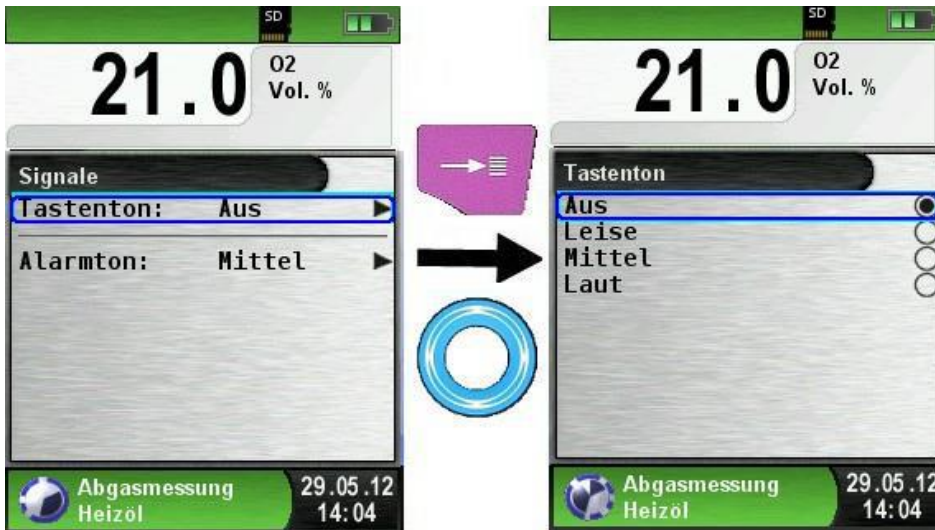 SD
21.0
O2
Vol. %
Signale
Tastenton: Aus
Alarmton: Mittel
Abgasmessung
Heizöl
29.05.12
14:04
SD
21.0
O2
Vol. %
Tastenton
Aus
Leise
Mittel
Laut
Abgasmessung
Heizöl
29.05.12
14:04